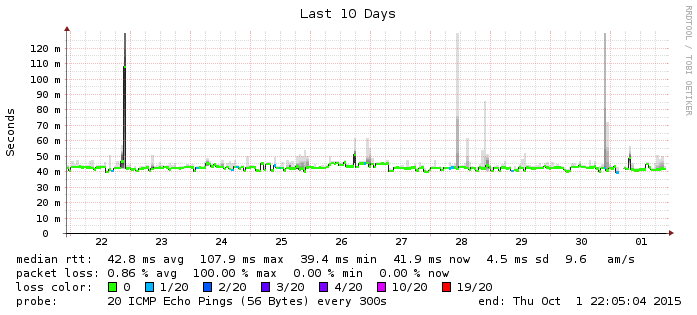 Last 10 Days
RRDTOOL / TOBI OETIKER
Seconds
120 m
110 m
100 m
90 m
80 m
70 m
60 m
50 m
40 m
30 m
20 m
10 m
0
22 23 24 25 26 27 28 29 30 01
median rtt: 42.8 ms avg 107.9 ms max 39.4 ms min 41.9 ms now 4.5 ms sd 9.6 am/s
packet loss: 0.86 % avg 100.00 % max 0.00 % min 0.00 % now
loss color: 0 1/20 2/20 3/20 4/20 10/20 19/20
probe: 20 ICMP Echo Pings (56 Bytes) every 300s end: Thu Oct 1 22:05:04 2015